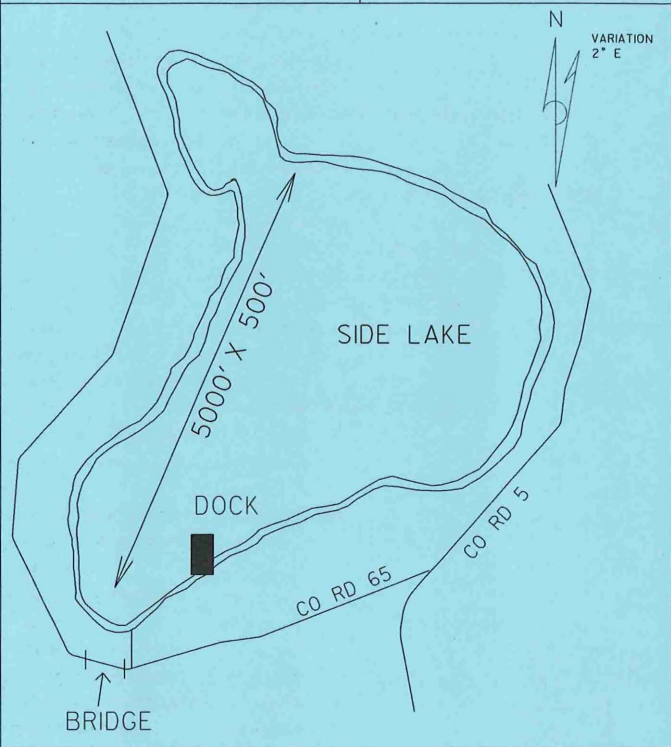 N
VARIATION
2° E
5000' X 500'
SIDE LAKE
DOCK
CO RD 5
CO RD 65
BRIDGE